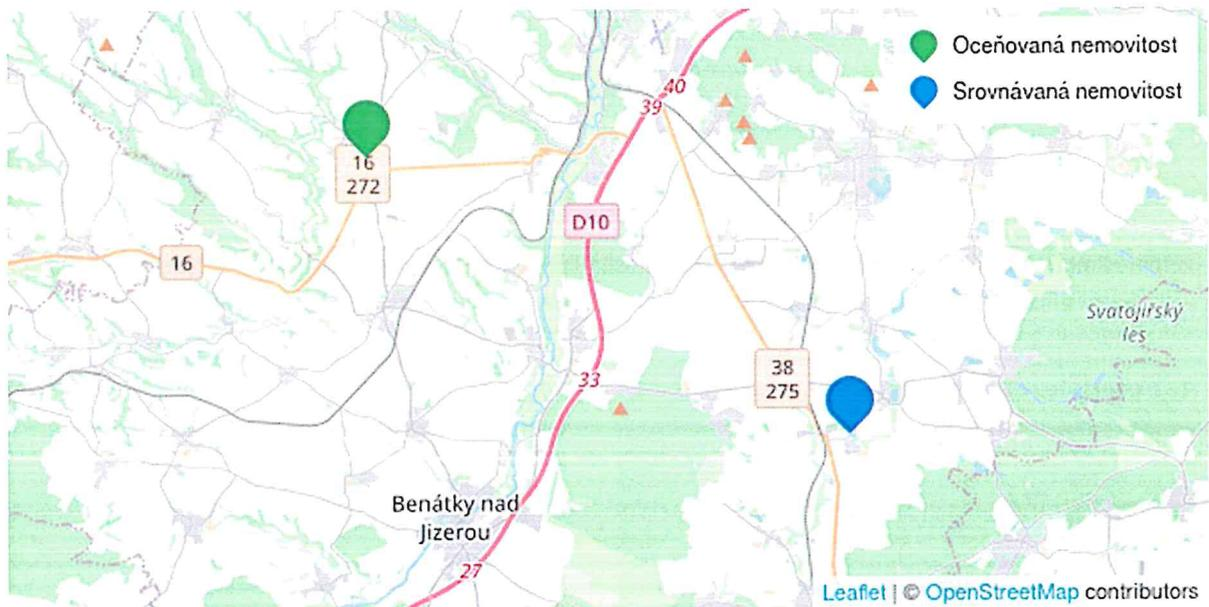 Oceňovaná nemovitost
Srovnávaná nemovitost
40
39
16
272
D10
16
Svatojiřský
les
38
275
33
Benátky nad
Jizerou
27
Leaflet | © OpenStreetMap contributors